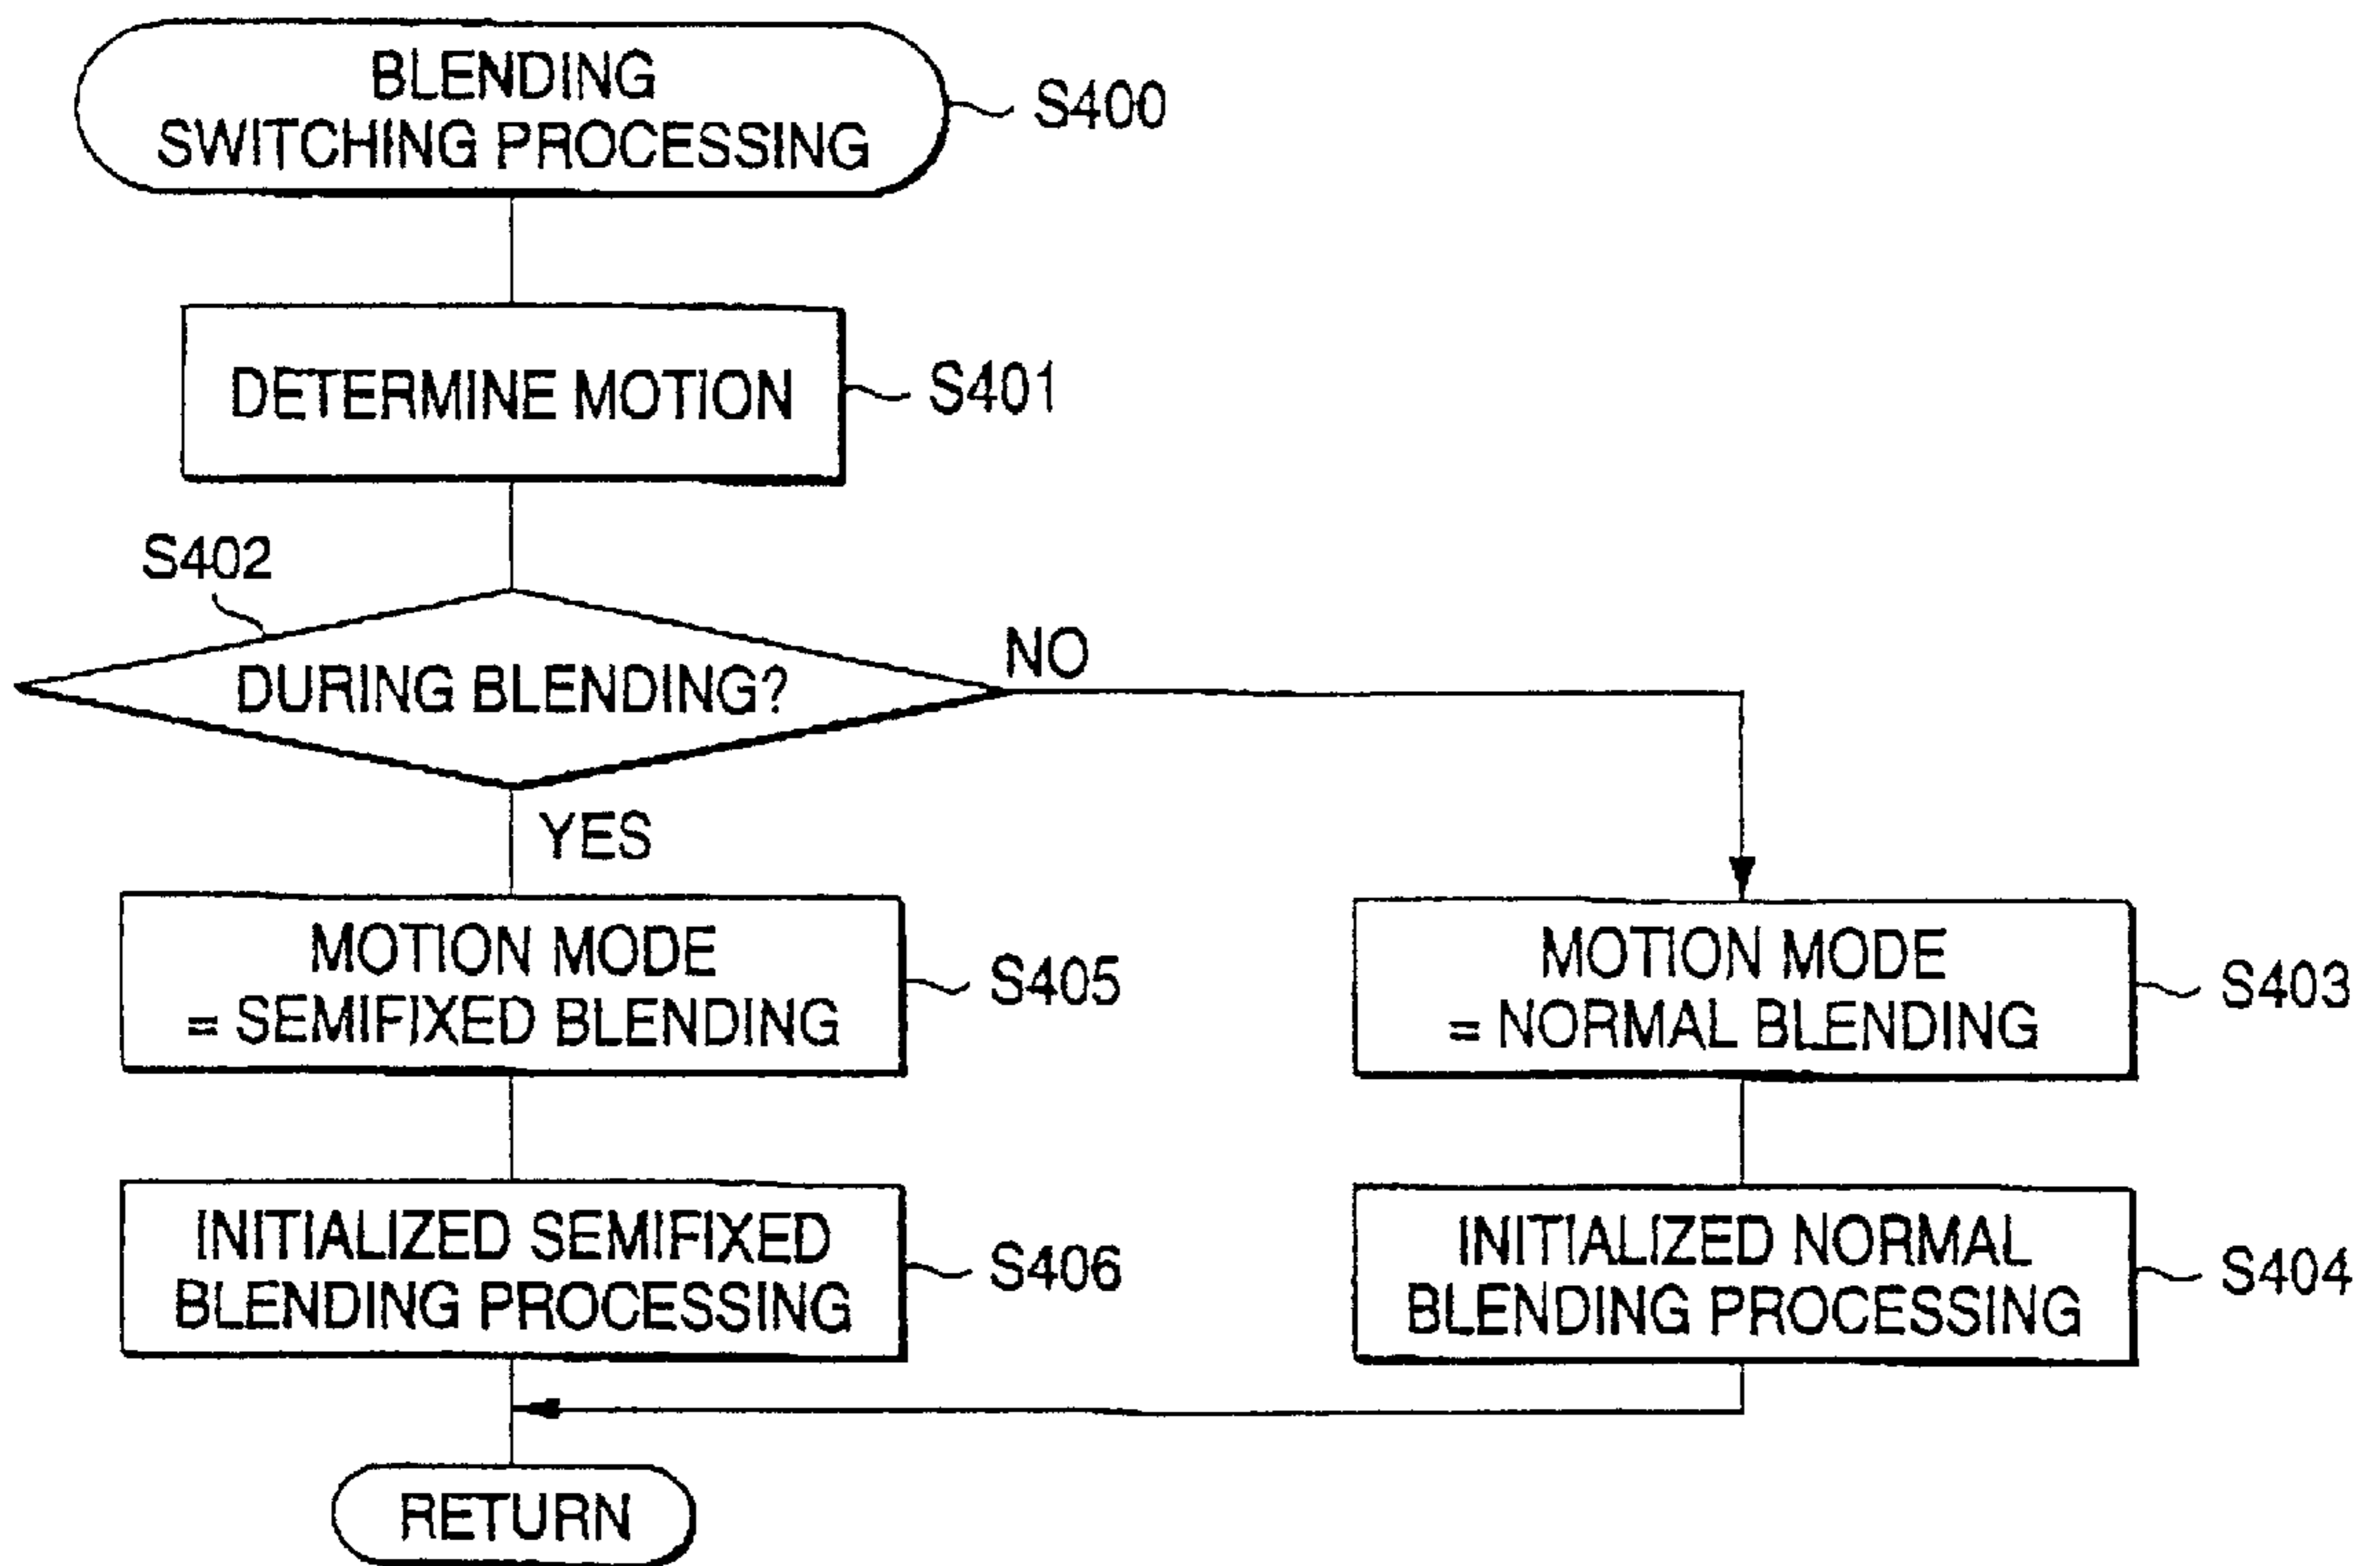 BLENDING
SWITCHING PROCESSING
S400
DETERMINE MOTION
S401
S402
DURING BLENDING?
NO
YES
MOTION MODE
= SEMIFIXED BLENDING
S405
MOTION MODE
= NORMAL BLENDING
S403
INITIALIZED SEMIFIXED
BLENDING PROCESSING
S406
INITIALIZED NORMAL
BLENDING PROCESSING
S404
RETURN